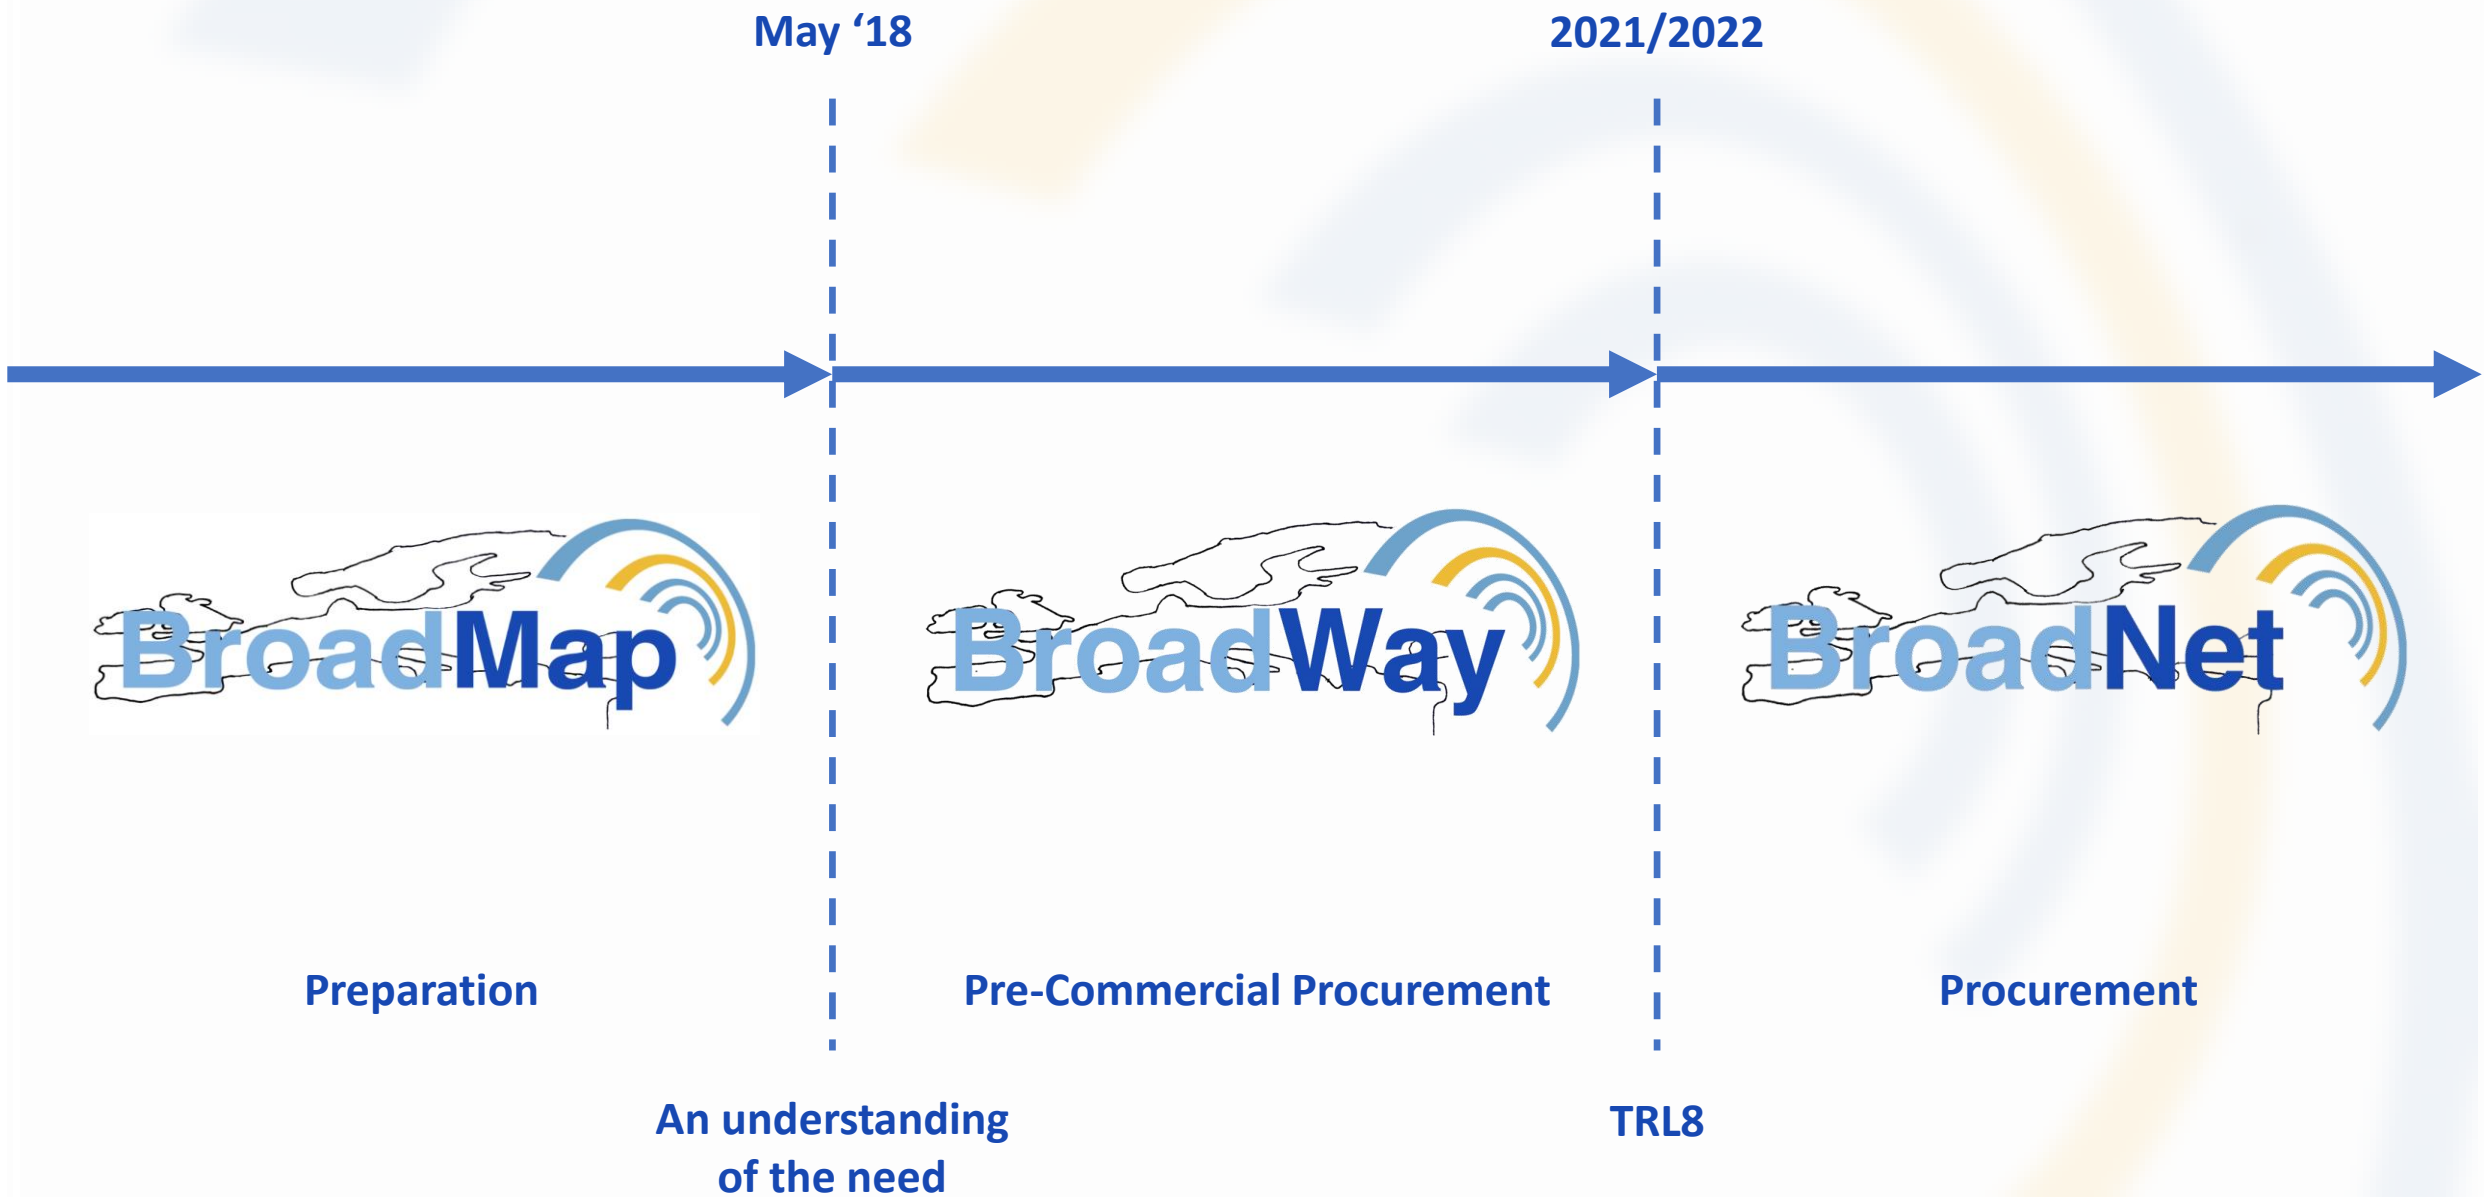 May ‘18
2021/2022
BroadMap
BroadWay
BroadNet
Preparation
Pre-Commercial Procurement
Procurement
An understanding
of the need
TRL8